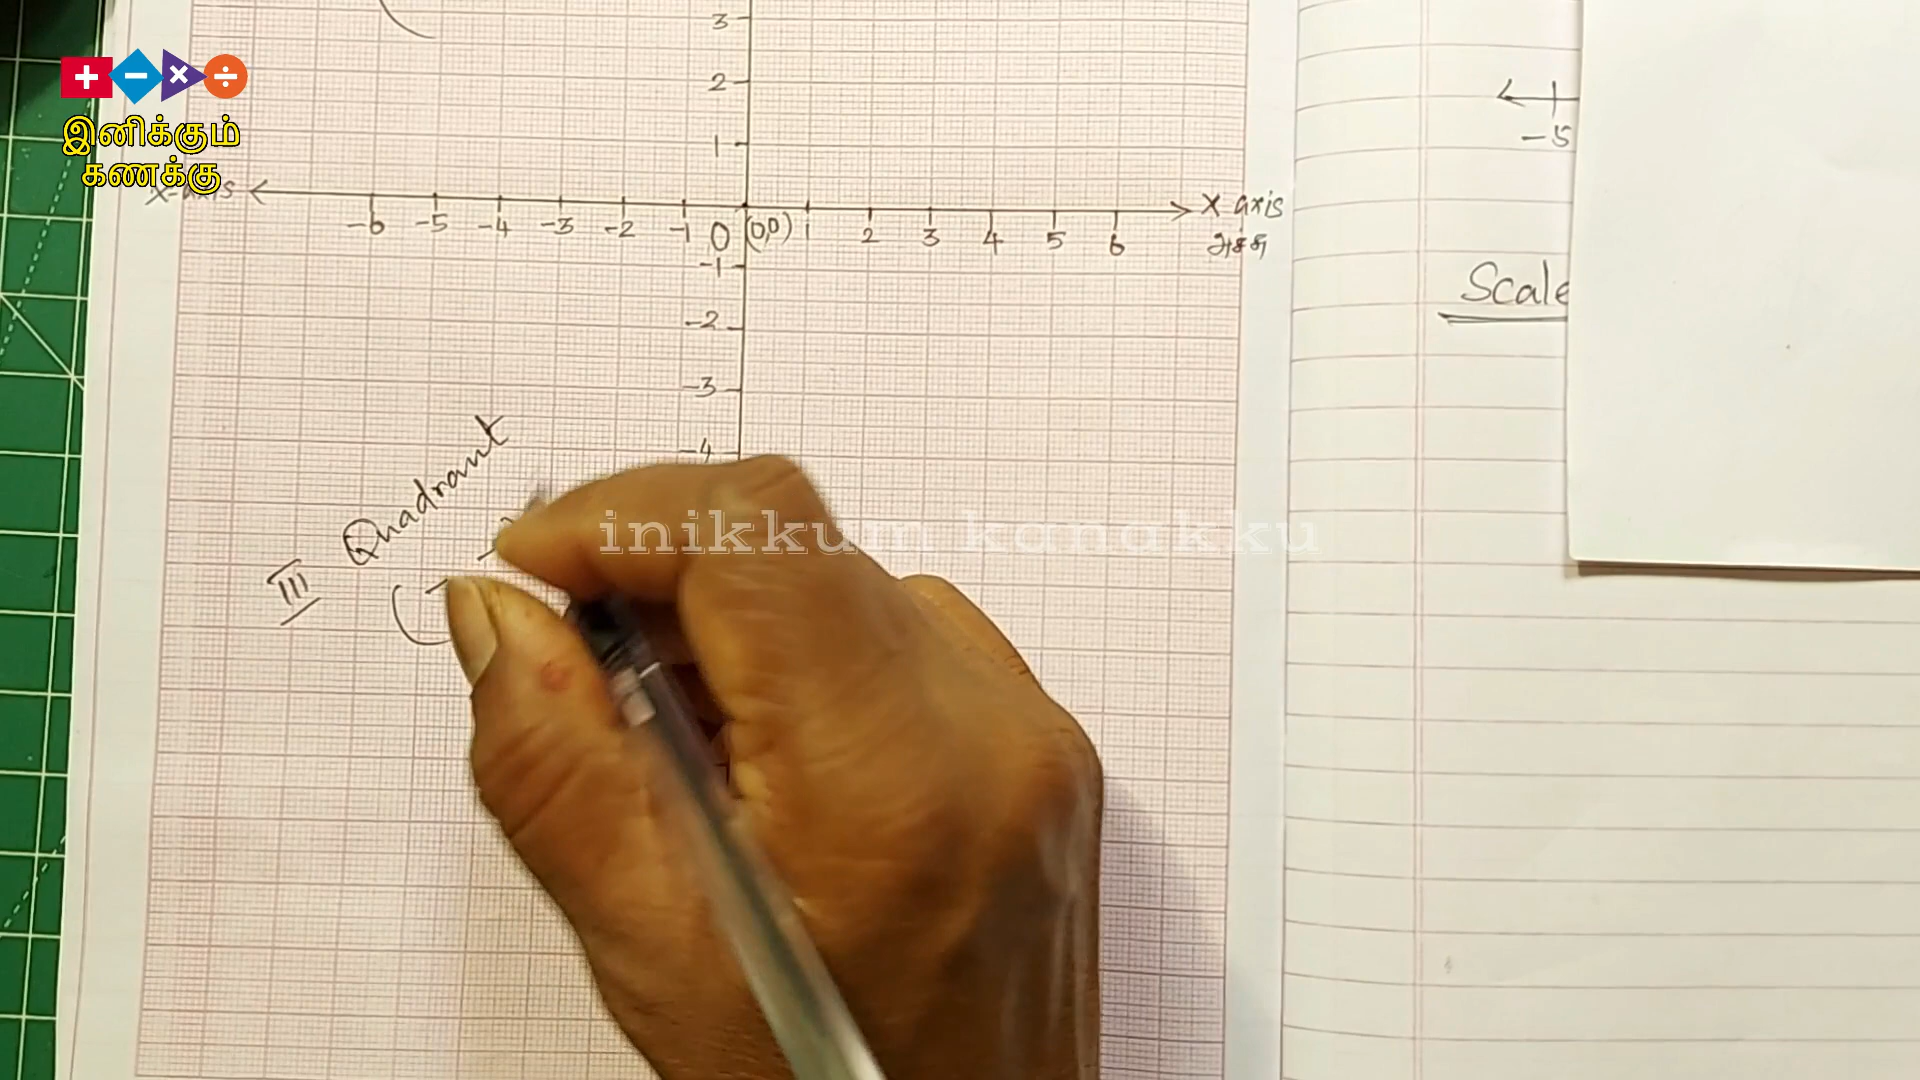 3
2
1
இனிக்கும்
கணக்கு
x-axis
X axis
அச்சு
-6 -5 -4 -3 -2 -1 0 (0,0) 1 2 3 4 5 6
-1
-2
-3
-4
III Quadrant
(-
-5
Scale
inikkum kanakku